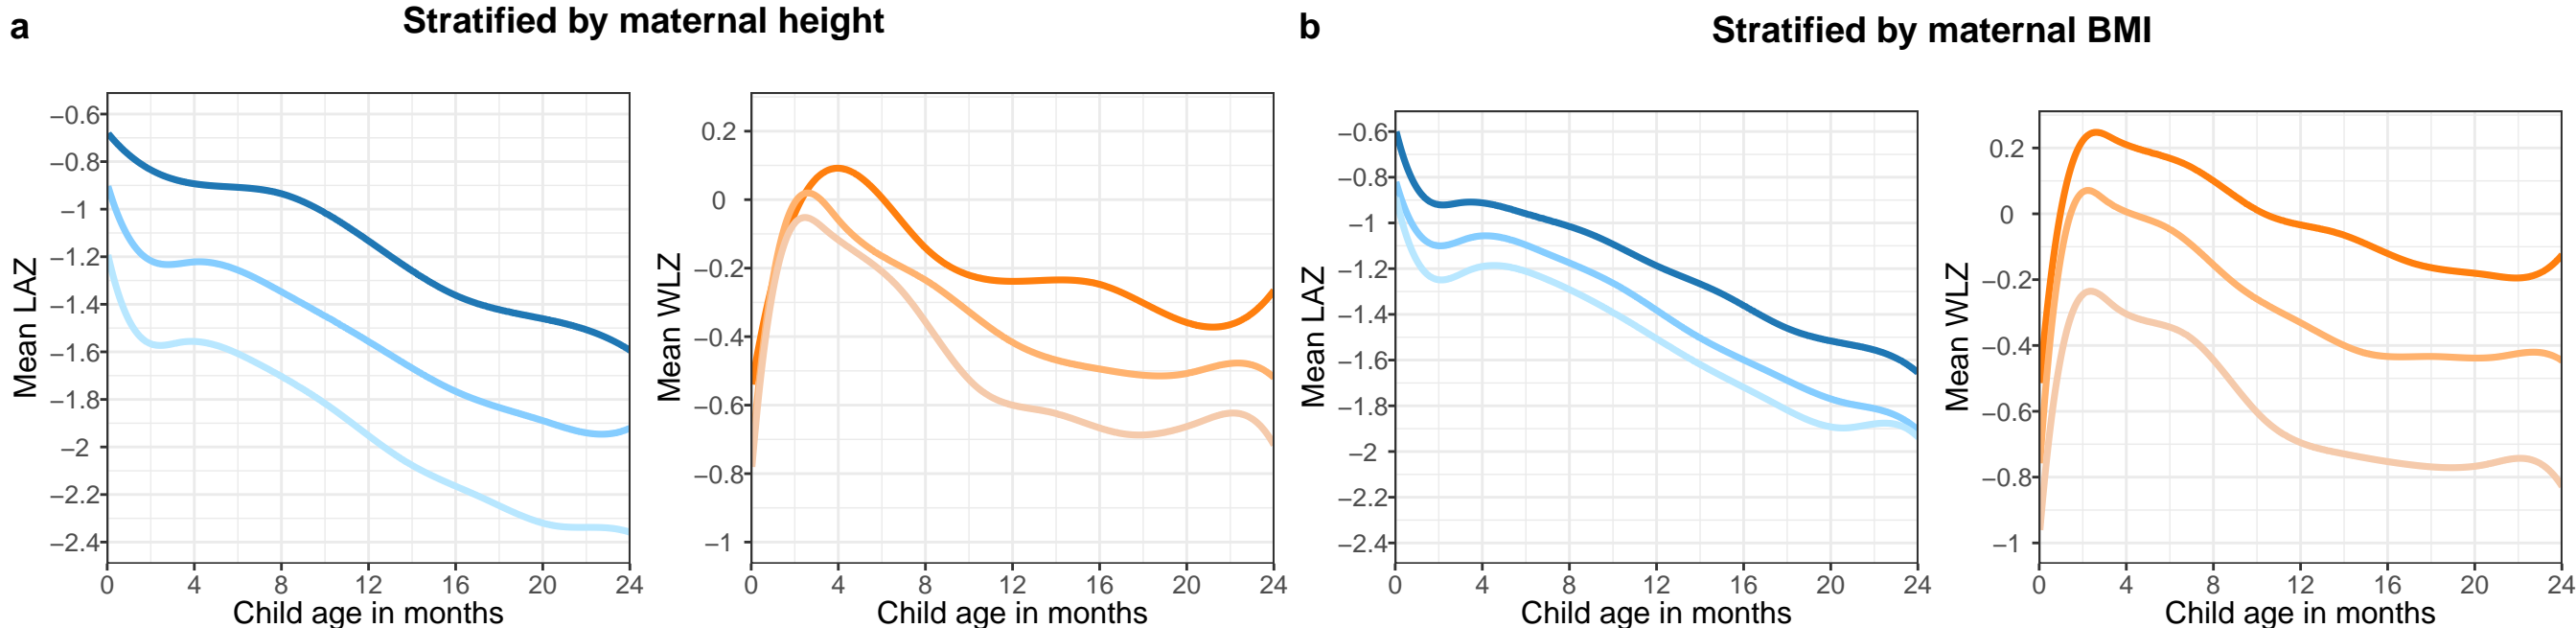 a
Stratified by maternal height
−0.6
−0.8
−1
−1.2
−1.4
−1.6
−1.8
−2
−2.2
−2.4
Mean LAZ
0 4 8 12 16 20 24
Child age in months
0.2
0
−0.2
−0.4
−0.6
−0.8
−1
Mean WLZ
0 4 8 12 16 20 24
Child age in months
b
Stratified by maternal BMI
−0.6
−0.8
−1
−1.2
−1.4
−1.6
−1.8
−2
−2.2
−2.4
Mean LAZ
0 4 8 12 16 20 24
Child age in months
0.2
0
−0.2
−0.4
−0.6
−0.8
−1
Mean WLZ
0 4 8 12 16 20 24
Child age in months